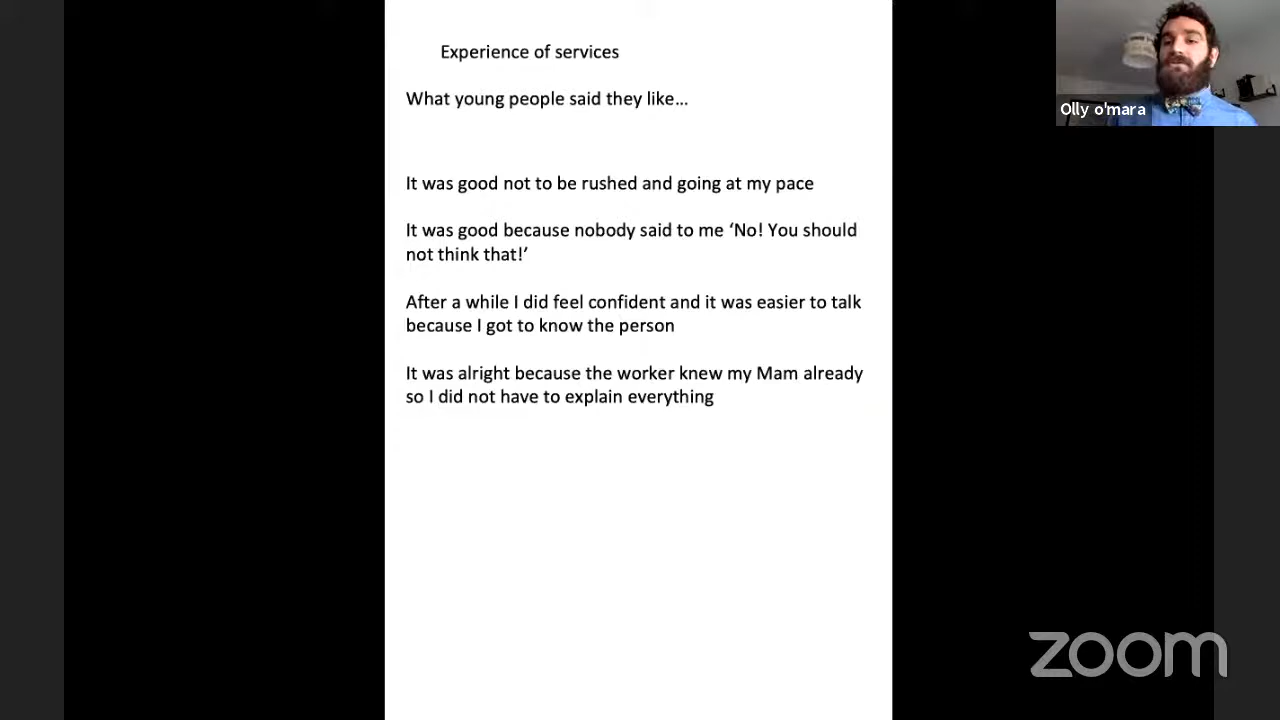 Experience of services
What young people said they like...
It was good not to be rushed and going at my pace
It was good because nobody said to me ‘No! You should
not think that!’
After a while I did feel confident and it was easier to talk
because I got to know the person
It was alright because the worker knew my Mam already
so I did not have to explain everything
Olly o'mara
zoom